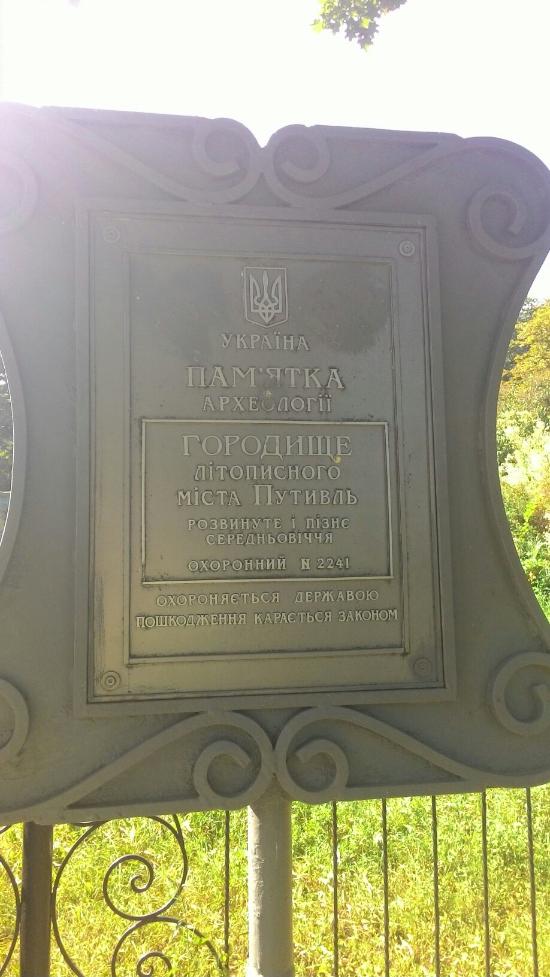 УКРАЇНА
ПАМ'ЯТКА
АРХЕОЛОГІЇ
ГОРОДИЩЕ
ЛІТОПИСНОГО
МІСТА ПУТИВЛЬ
РОЗВИНУТЕ І ПІЗНЄ
СЕРЕДНЬОВІЧЧЯ
ОХОРОННИЙ N 2241
ОХОРОНЯЄТЬСЯ ДЕРЖАВОЮ
ПОШКОДЖЕННЯ КАРАЄТЬСЯ ЗАКОНОМ